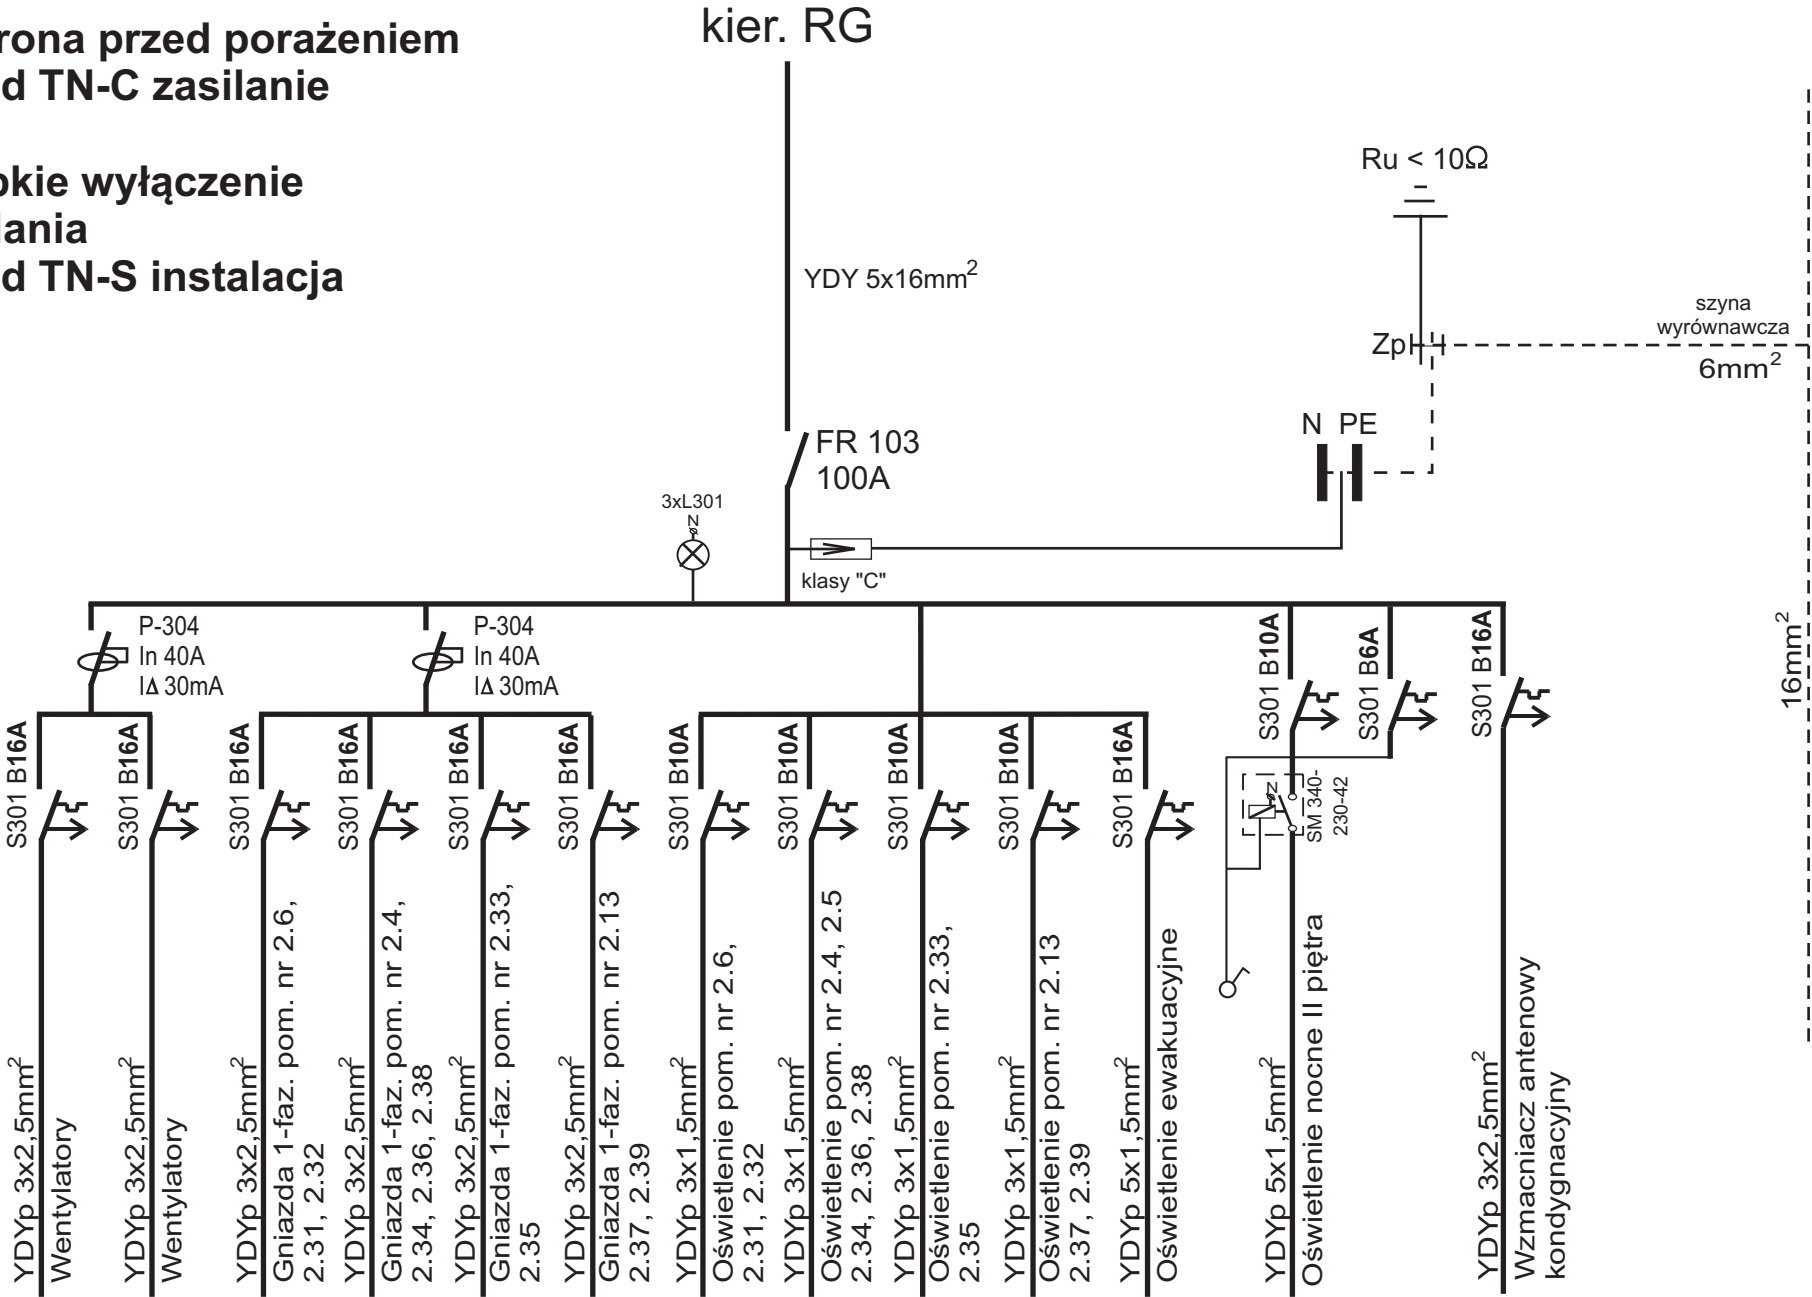 rona przed porażeniem
d TN-C zasilanie
bkie wyłączenie
lania
d TN-S instalacja
kier. RG
YDY 5x16mm²
Ru < 10Ω
szyna
wyrównawcza
6mm²
Zp
N PE
FR 103
100A
3xL301
N
klasy "C"
16mm²
P-304
In 40A
IΔ 30mA
P-304
In 40A
IΔ 30mA
S301 B16A
S301 B16A
S301 B16A
S301 B16A
S301 B16A
S301 B16A
S301 B10A
S301 B10A
S301 B10A
S301 B10A
S301 B16A
S301 B10A
S301 B6A
S301 B16A
N
SM 340-
230-42
YDYp 3x2,5mm²
Wentylatory
YDYp 3x2,5mm²
Wentylatory
YDYp 3x2,5mm²
Gniazda 1-faz. pom. nr 2.6,
2.31, 2.32
YDYp 3x2,5mm²
Gniazda 1-faz. pom. nr 2.4,
2.34, 2.36, 2.38
YDYp 3x2,5mm²
Gniazda 1-faz. pom. nr 2.33,
2.35
YDYp 3x2,5mm²
Gniazda 1-faz. pom. nr 2.13
2.37, 2.39
YDYp 3x1,5mm²
Oświetlenie pom. nr 2.6,
2.31, 2.32
YDYp 3x1,5mm²
Oświetlenie pom. nr 2.4, 2.5
2.34, 2.36, 2.38
YDYp 3x1,5mm²
Oświetlenie pom. nr 2.33,
2.35
YDYp 3x1,5mm²
Oświetlenie pom. nr 2.13
2.37, 2.39
YDYp 5x1,5mm²
Oświetlenie ewakuacyjne
YDYp 5x1,5mm²
Oświetlenie nocne II piętra
YDYp 3x2,5mm²
Wzmacniacz antenowy
kondygnacyjny